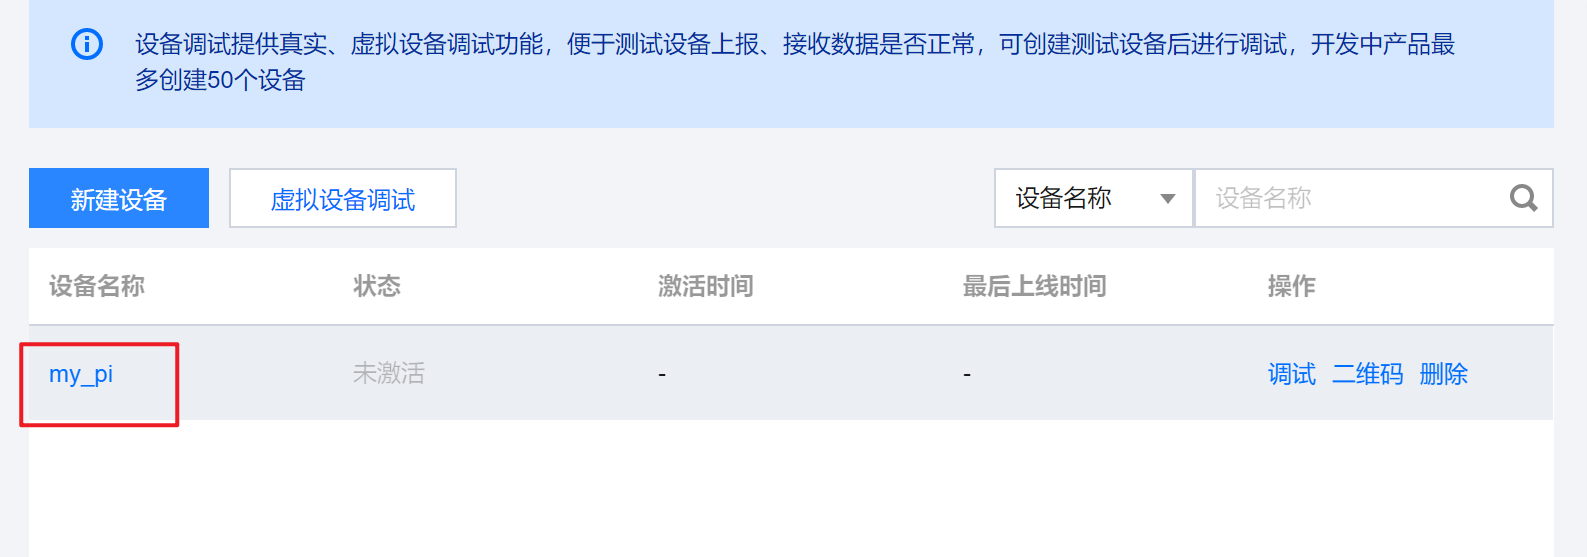 设备调试提供真实、虚拟设备调试功能，便于测试设备上报、接收数据是否正常，可创建测试设备后进行调试，开发中产品最
多创建50个设备
新建设备 虚拟设备调试 设备名称 设备名称
设备名称 状态 激活时间 最后上线时间 操作
my_pi 未激活 - - 调试 二维码 删除